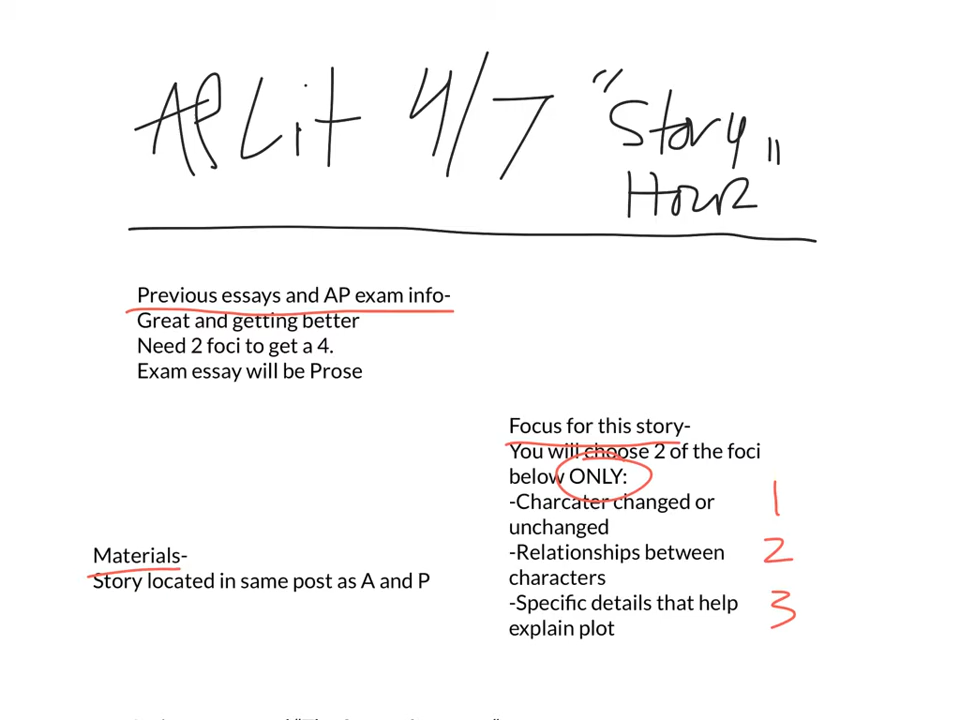 AP Lit 4/7 "Story
Hour"
Previous essays and AP exam info-
Great and getting better
Need 2 foci to get a 4.
Exam essay will be Prose
Focus for this story-
You will choose 2 of the foci
below ONLY:
-Charcater changed or
unchanged
1
-Relationships between
characters
2
-Specific details that help
explain plot
3
Materials-
Story located in same post as A and P